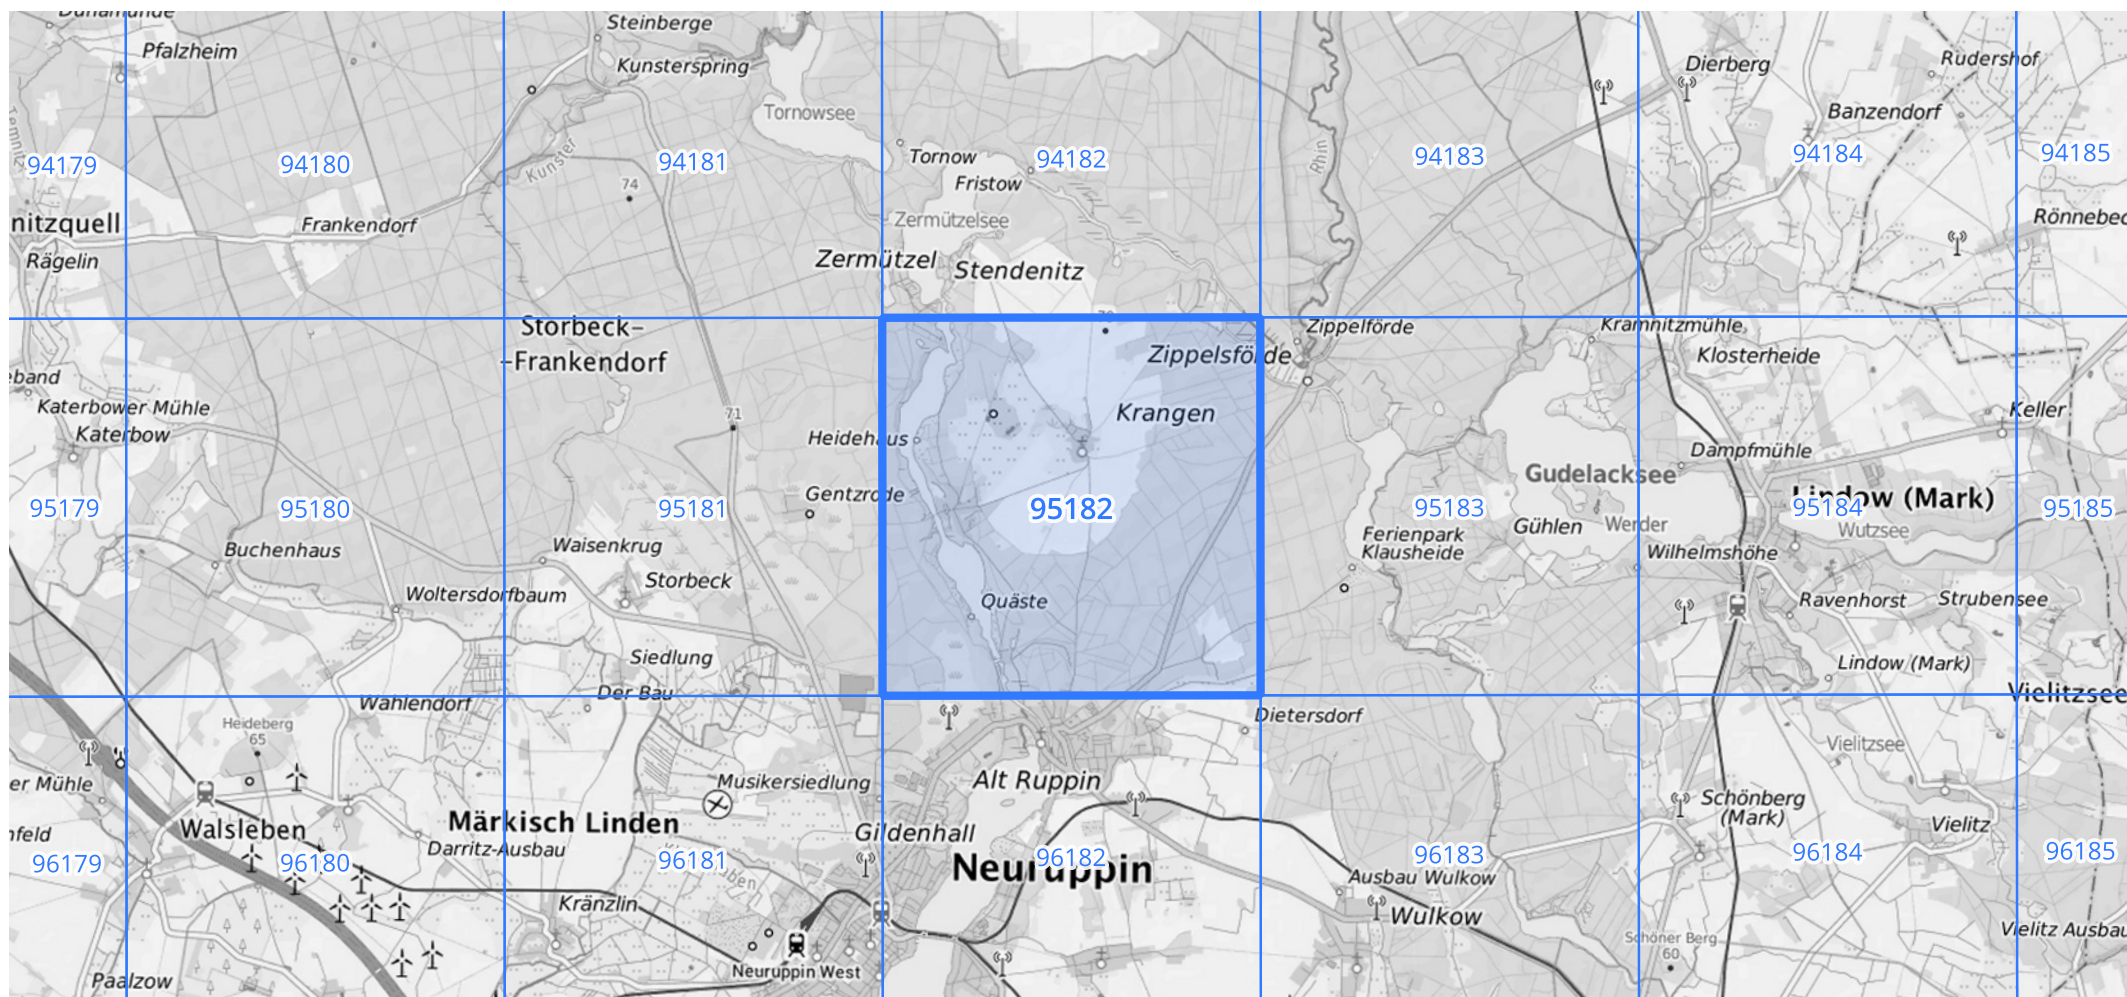 Steinberge
Pfalzheim
Kunsterspring
Dierberg
Rüdershof
Tornowsee
Banzendorf
Temnitz
Kunster
Rhin
94179
94180
94181
Tornow
94182
94183
94184
94185
Fristow
74
nitzquell
Frankendorf
Zermützelsee
Rönnebec
Rägelin
Zermützel
Stendenitz
Storbeck-
-Frankendorf
Zippelförde
Kramnitzmühle
Zippelsförde
Klosterheide
eband
Katerbower Mühle
Katerbow
71
Krangen
Keller
Heidehaus
Dampfmühle
Gentzrode
Gudelacksee
Lindow (Mark)
95179
95180
95181
95182
95183
95184
95185
Ferienpark
Klausheide
Gühlen
Werder
Wutzsee
Buchenhaus
Waisenkrug
Wilhelmshöhe
Storbeck
Woltersdorfbaum
Quäste
Ravenhorst
Strubensee
Siedlung
Lindow (Mark)
Der Bau
Wahlendorf
Vielitzsee
Heideberg
65
Dietersdorf
Vielitzsee
er Mühle
Musikersiedlung
Alt Ruppin
Schönberg
(Mark)
nfeld
Walsleben
Märkisch Linden
Gildenhall
Vielitz
Darritz-Ausbau
96179
96180
96181
96182
96183
96184
96185
Neuruppin
Ausbau Wulkow
Kränzlin
Wulkow
Vielitz Ausbau
Schöner Berg
60
Neuruppin West
Paalzow